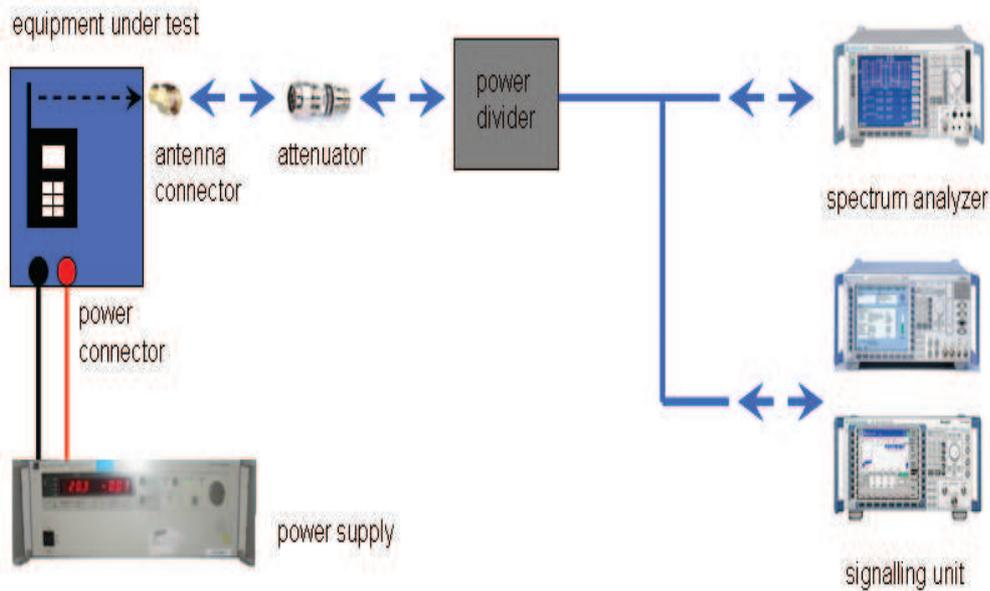 equipment under test
power
divider
antenna
connector
attenuator
spectrum analyzer
power
connector
power supply
signalling unit